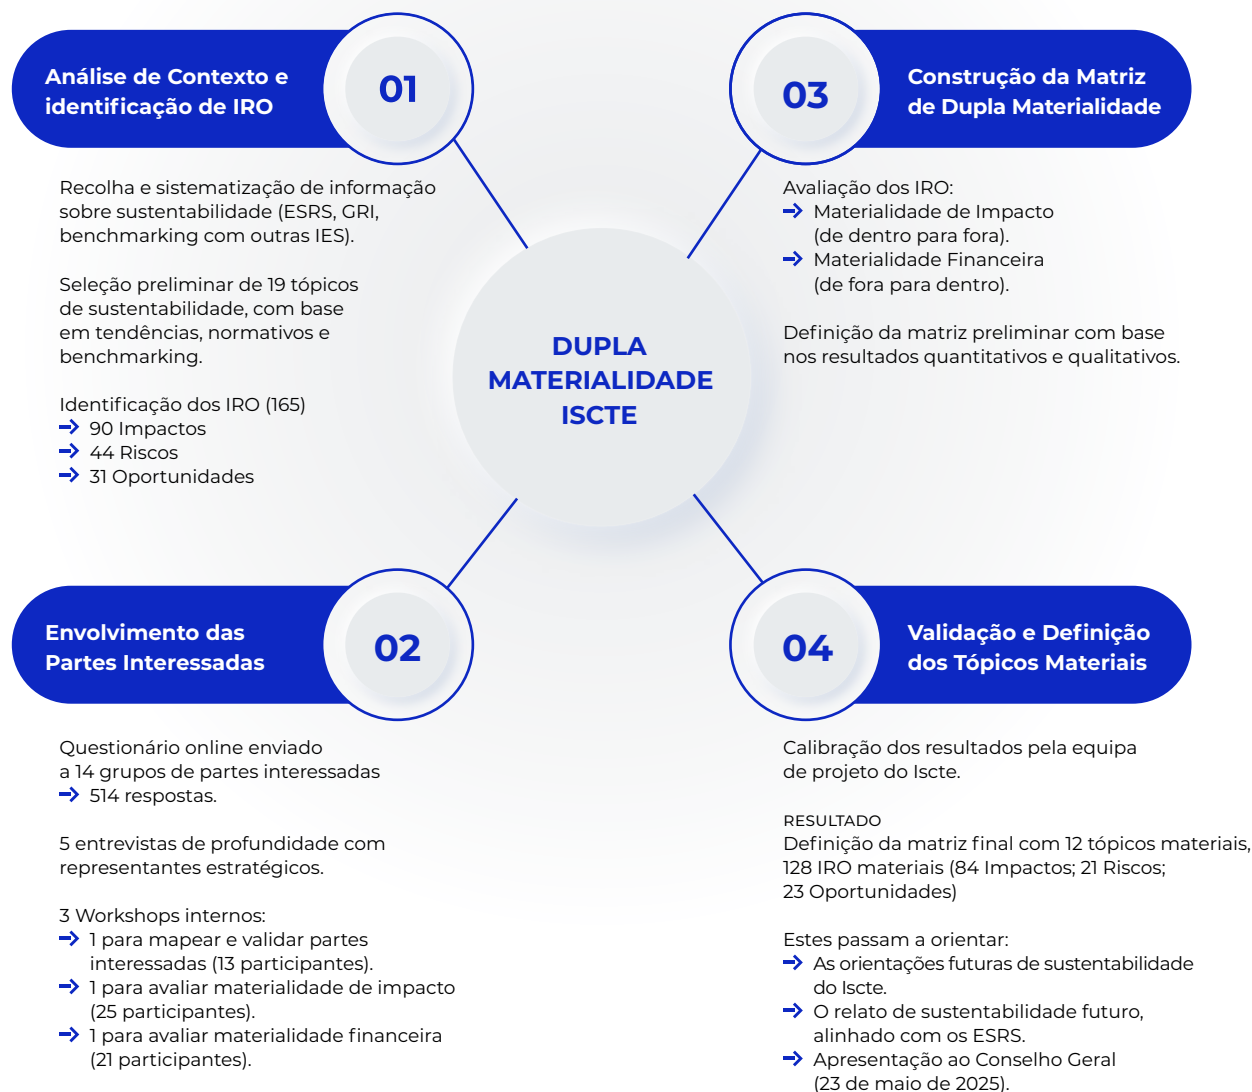 01
Análise de Contexto e
identificação de IRO
Recolha e sistematização de informação
sobre sustentabilidade (ESRS, GRI,
benchmarking com outras IES).
Seleção preliminar de 19 tópicos
de sustentabilidade, com base
em tendências, normativos e
benchmarking.
Identificação dos IRO (165)
→ 90 Impactos
→ 44 Riscos
→ 31 Oportunidades
02
Envolvimento das
Partes Interessadas
Questionário online enviado
a 14 grupos de partes interessadas
→ 514 respostas.
5 entrevistas de profundidade com
representantes estratégicos.
3 Workshops internos:
→ 1 para mapear e validar partes
interessadas (13 participantes).
→ 1 para avaliar materialidade de impacto
(25 participantes).
→ 1 para avaliar materialidade financeira
(21 participantes).
DUPLA
MATERIALIDADE
ISCTE
03
Construção da Matriz
de Dupla Materialidade
Avaliação dos IRO:
→ Materialidade de Impacto
(de dentro para fora).
→ Materialidade Financeira
(de fora para dentro).
Definição da matriz preliminar com base
nos resultados quantitativos e qualitativos.
04
Validação e Definição
dos Tópicos Materiais
Calibração dos resultados pela equipa
de projeto do Iscte.
RESULTADO
Definição da matriz final com 12 tópicos materiais,
128 IRO materiais (84 Impactos; 21 Riscos;
23 Oportunidades)
Estes passam a orientar:
→ As orientações futuras de sustentabilidade
do Iscte.
→ O relato de sustentabilidade futuro,
alinhado com os ESRS.
→ Apresentação ao Conselho Geral
(23 de maio de 2025).